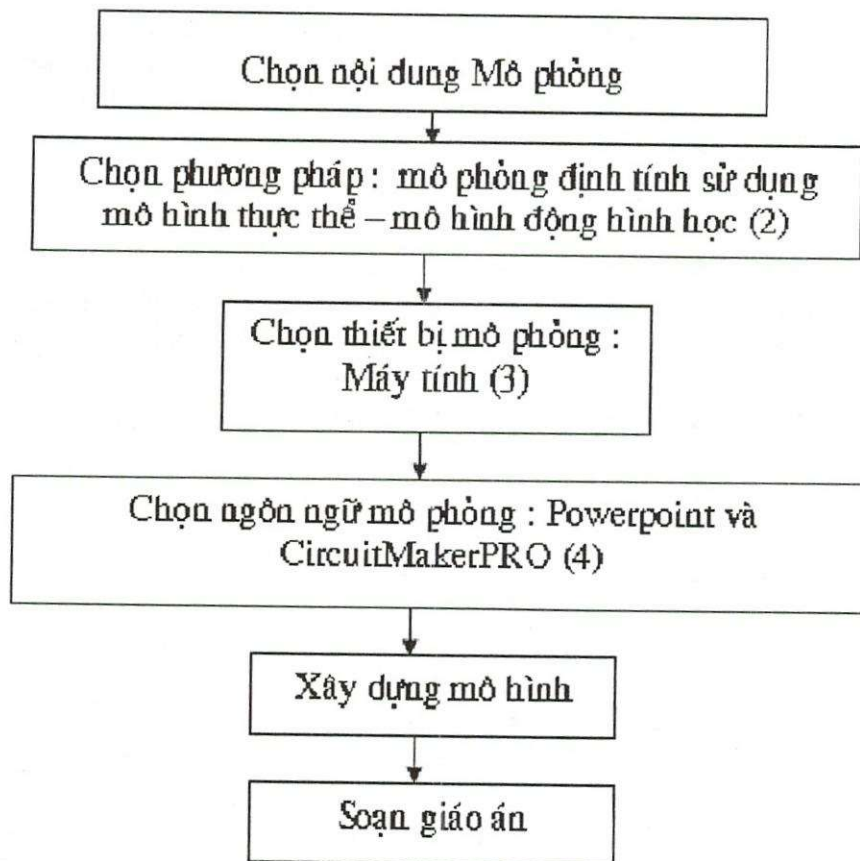 Chọn nội dung Mô phỏng
Chọn phương pháp : mô phỏng định tính sử dụng
mô hình thực thể – mô hình động hình học (2)
Chọn thiết bị mô phỏng :
Máy tính (3)
Chọn ngôn ngữ mô phỏng : Powerpoint và
CircuitMakerPRO (4)
Xây dựng mô hình
Soạn giáo án